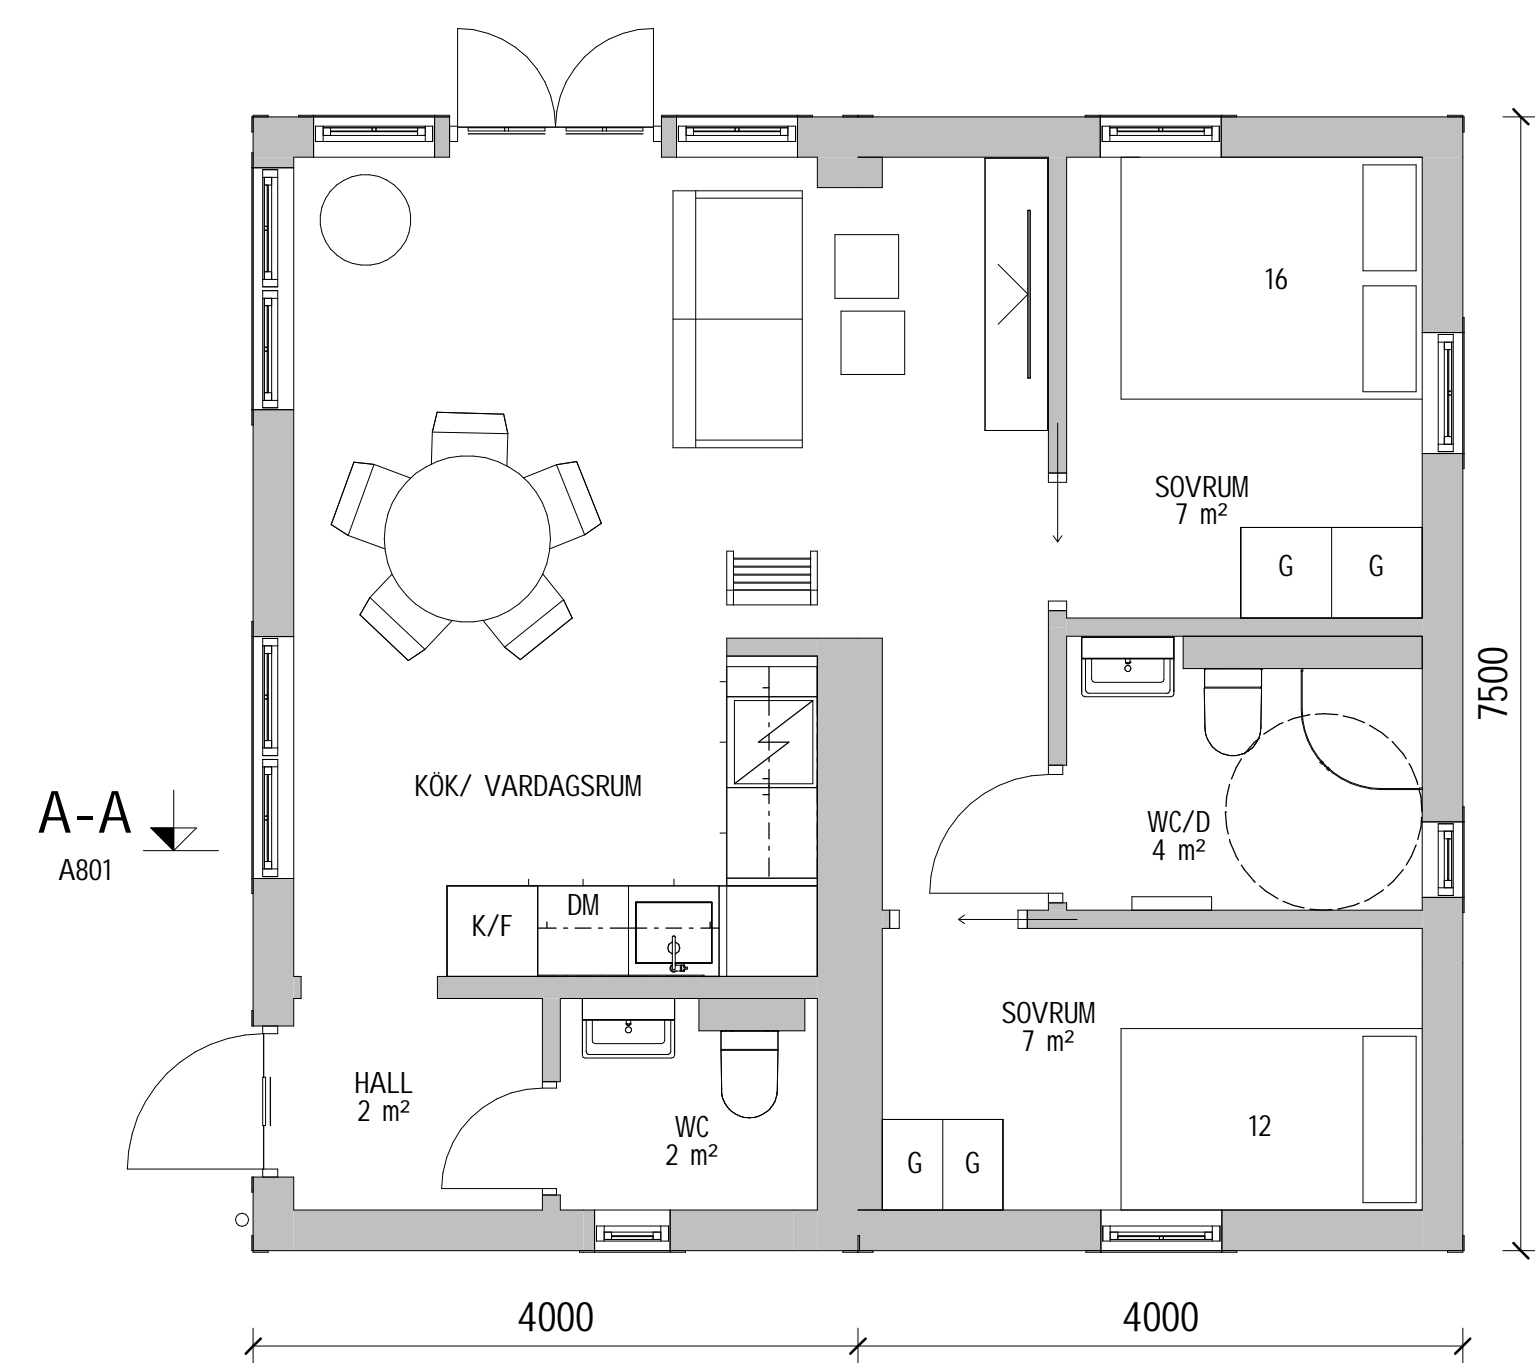 16
SOVRUM
7 m²
G G
7500
KÖK/ VARDAGSRUM
A-A
A801
WC/D
4 m²
K/F
DM
SOVRUM
7 m²
HALL
2 m²
WC
2 m²
12
G G
4000
4000